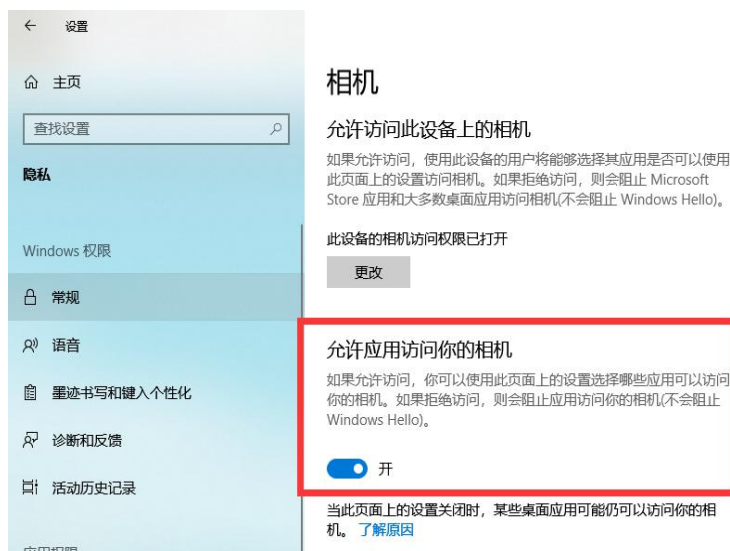 设置
主页
查找设置
隐私
Windows 权限
常规
语音
墨迹书写和键入个性化
诊断和反馈
活动历史记录
应用权限
相机
允许访问此设备上的相机
如果允许访问，使用此设备的用户将能够选择其应用是否可以使用
此页面上的设置访问相机。如果拒绝访问，则会阻止 Microsoft
Store 应用和大多数桌面应用访问相机(不会阻止 Windows Hello)。
此设备的相机访问权限已打开
更改
允许应用访问你的相机
如果允许访问，你可以使用此页面上的设置选择哪些应用可以访问
你的相机。如果拒绝访问，则会阻止应用访问你的相机(不会阻止
Windows Hello)。
开
当此页面上的设置关闭时，某些桌面应用可能仍可以访问你的相
机。 了解原因